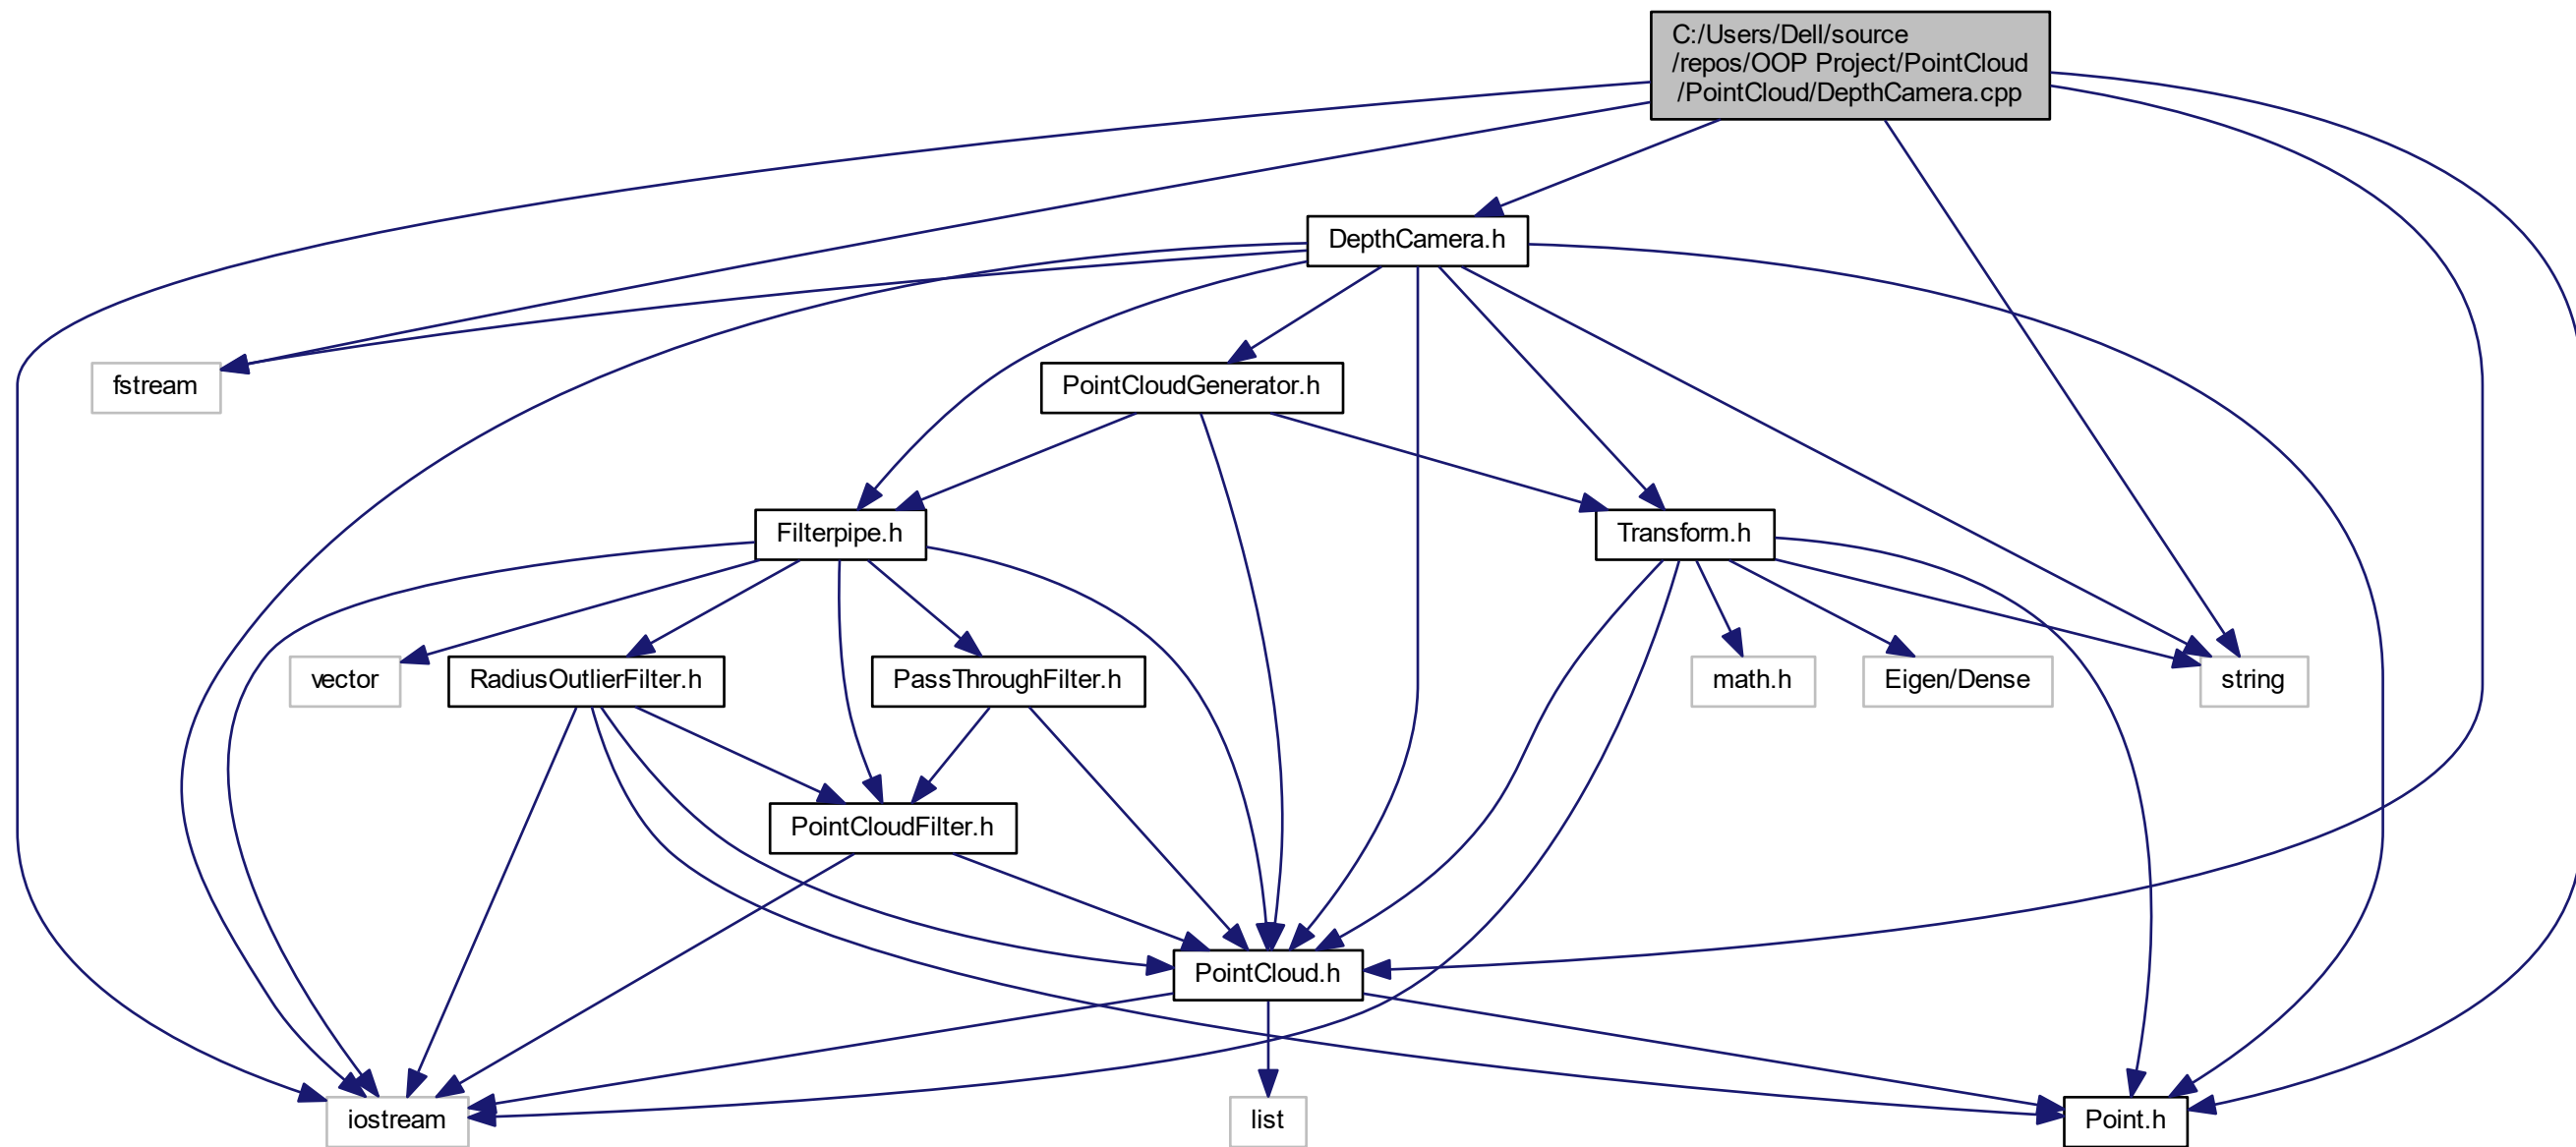 C:/Users/Dell/source
/repos/OOP Project/PointCloud
/PointCloud/DepthCamera.cpp
DepthCamera.h
fstream
PointCloudGenerator.h
Filterpipe.h
Transform.h
vector
RadiusOutlierFilter.h
PassThroughFilter.h
math.h
Eigen/Dense
string
PointCloudFilter.h
PointCloud.h
iostream
list
Point.h